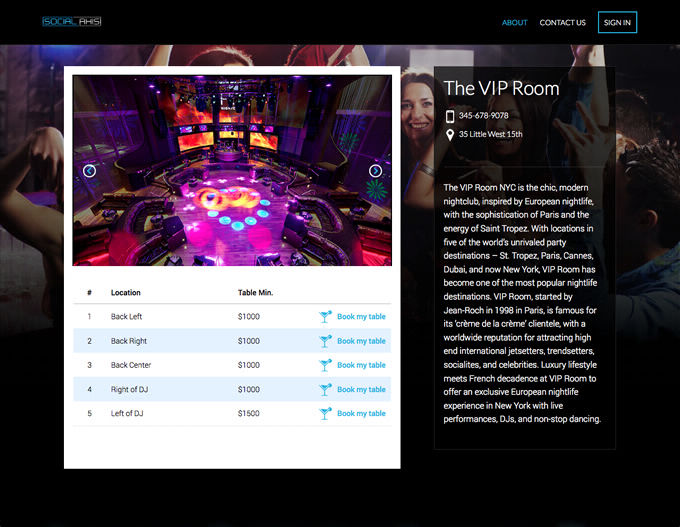 SOCIAL AXIS
ABOUT
CONTACT US
SIGN IN
The VIP Room
345-678-9078
35 Little West 15th
The VIP Room NYC is the chic, modern
nightclub, inspired by European nightlife,
with the sophistication of Paris and the
energy of Saint Tropez. With locations in
five of the world's unrivaled party
destinations – St. Tropez, Paris, Cannes,
Dubai, and now New York, VIP Room has
become one of the most popular nightlife
destinations. VIP Room, started by
Jean-Roch in 1998 in Paris, is famous for
its 'crème de la crème' clientele, with a
worldwide reputation for attracting high
end international jetsetters, trendsetters,
socialites, and celebrities. Luxury lifestyle
meets French decadence at VIP Room to
offer an exclusive European nightlife
experience in New York with live
performances, DJs, and non-stop dancing.
# Location Table Min.
1 Back Left $1000 Book my table
2 Back Right $1000 Book my table
3 Back Center $1000 Book my table
4 Right of DJ $1000 Book my table
5 Left of DJ $1500 Book my table